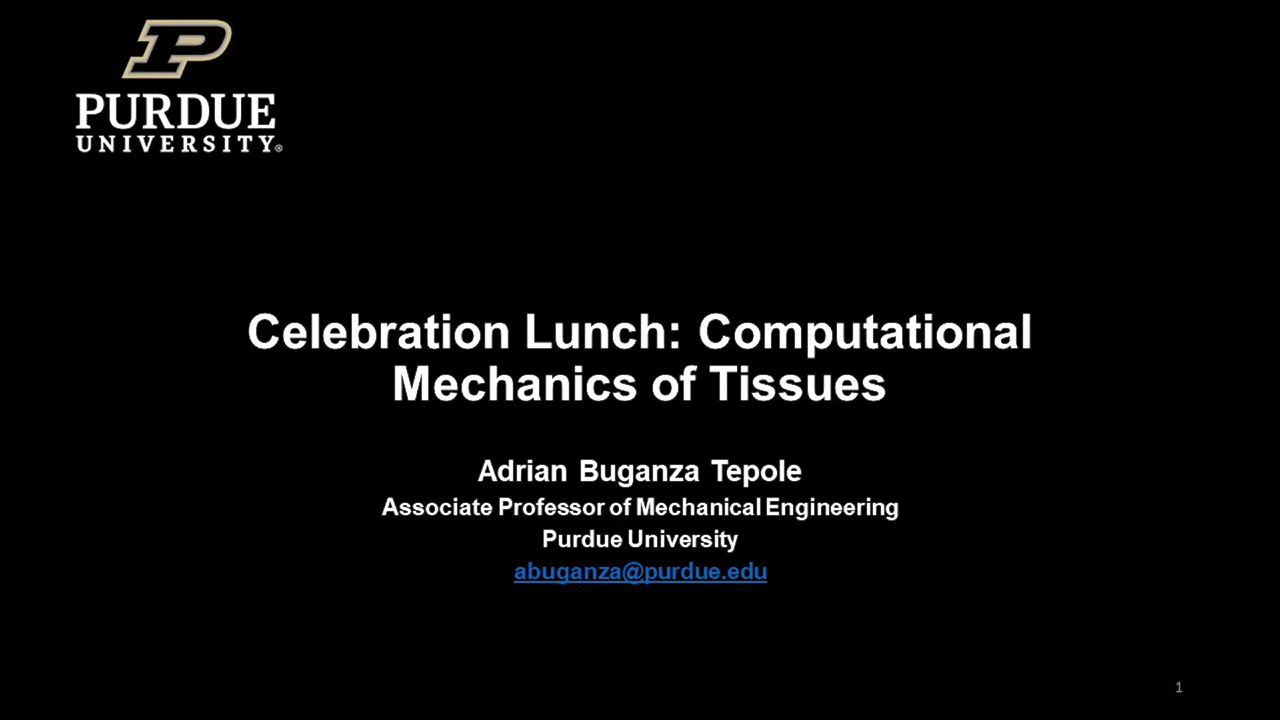 P
PURDUE
UNIVERSITY®
Celebration Lunch: Computational
Mechanics of Tissues
Adrian Buganza Tepole
Associate Professor of Mechanical Engineering
Purdue University
abuganza@purdue.edu
1